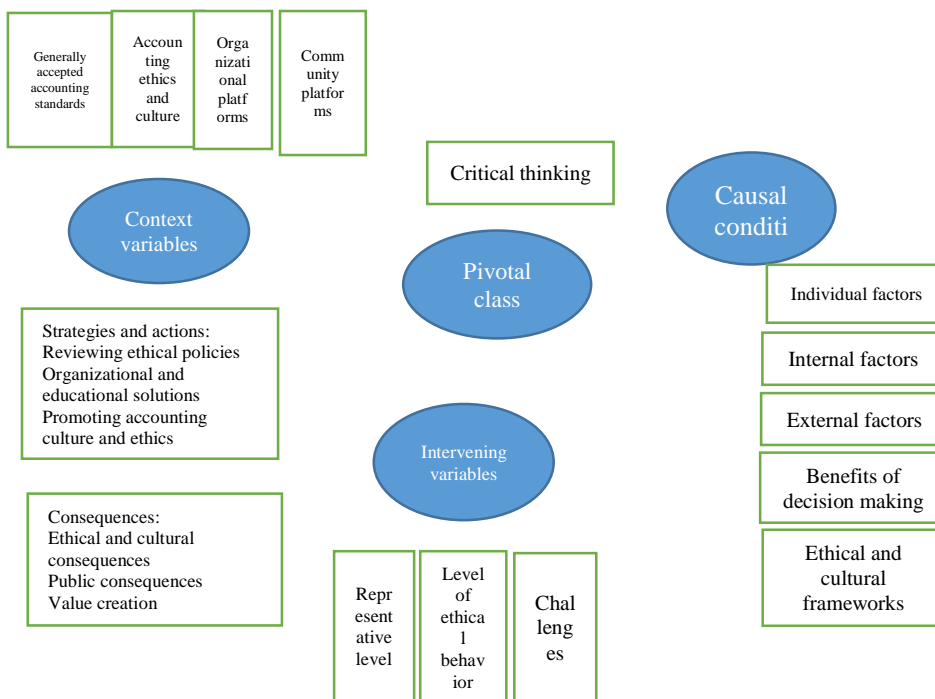 Generally
accepted
accounting
standards
Accoun
ting
ethics
and
culture
Orga
nizati
onal
platf
orms
Comm
unity
platfor
ms
Critical thinking
Causal
conditi
Context
variables
Pivotal
class
Individual factors
Internal factors
External factors
Benefits of
decision making
Ethical and
cultural
frameworks
Strategies and actions:
Reviewing ethical policies
Organizational and
educational solutions
Promoting accounting
culture and ethics
Intervening
variables
Consequences:
Ethical and cultural
consequences
Public consequences
Value creation
Repr
esent
ative
level
Level
of
ethica
l
behav
ior
Chal
leng
es